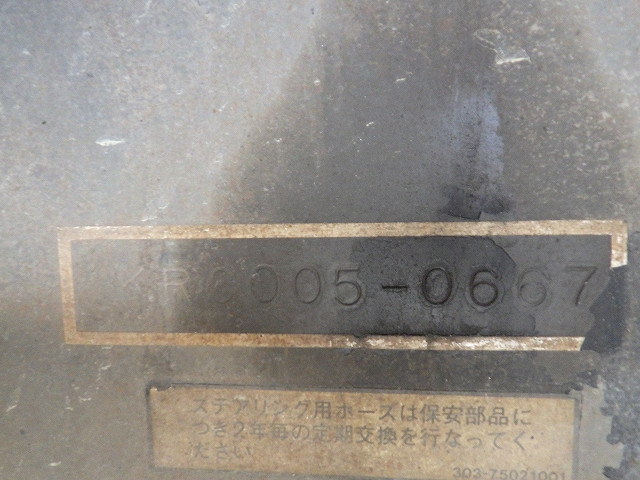 KR0005-0667
ステアリング用ホースは保安部品に
つき2年毎の定期交換を行なってく
ださい
303-75021001